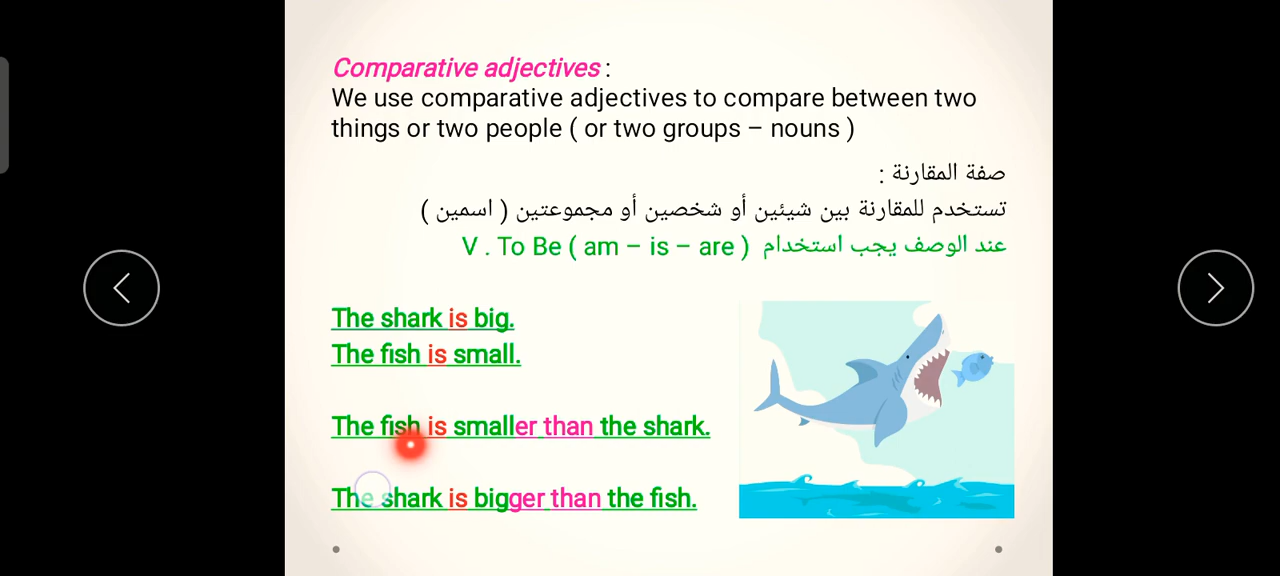 Comparative adjectives :
We use comparative adjectives to compare between two
things or two people ( or two groups – nouns )
صفة المقارنة :
تستخدم للمقارنة بين شيئين أو شخصين أو مجموعتين ( اسمين )
عند الوصف يجب استخدام V . To Be ( am – is – are )
The shark is big.
The fish is small.
The fish is smaller than the shark.
The shark is bigger than the fish.